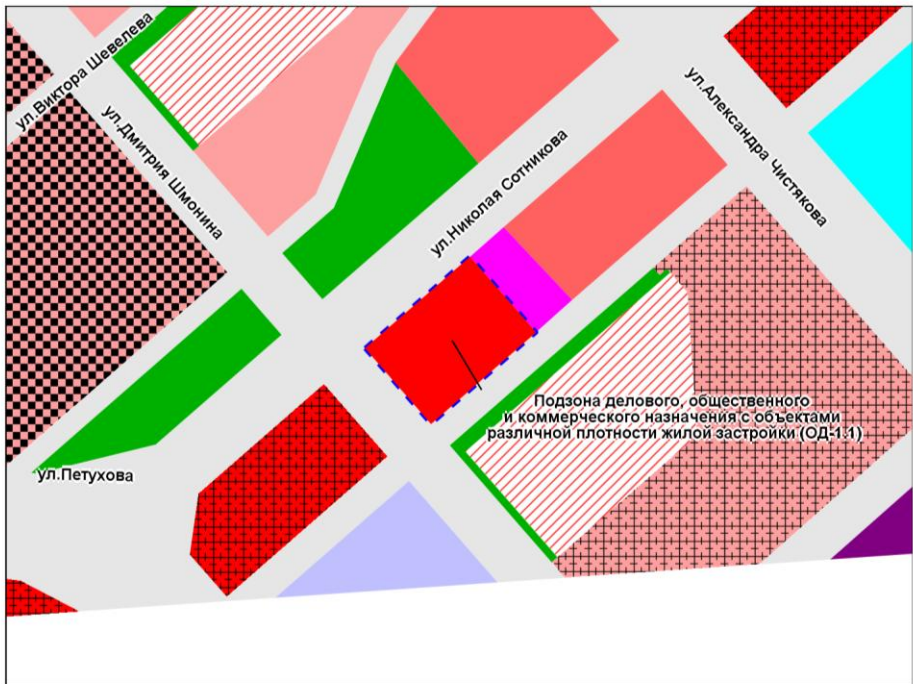 ул.Виктора Шевелева
ул.Дмитрия Шмонина
ул.Николая Сотникова
ул.Александра Чистякова
Подзона делового, общественного
и коммерческого назначения с объектами
различной плотности жилой застройки (ОД-1.1)
ул.Петухова